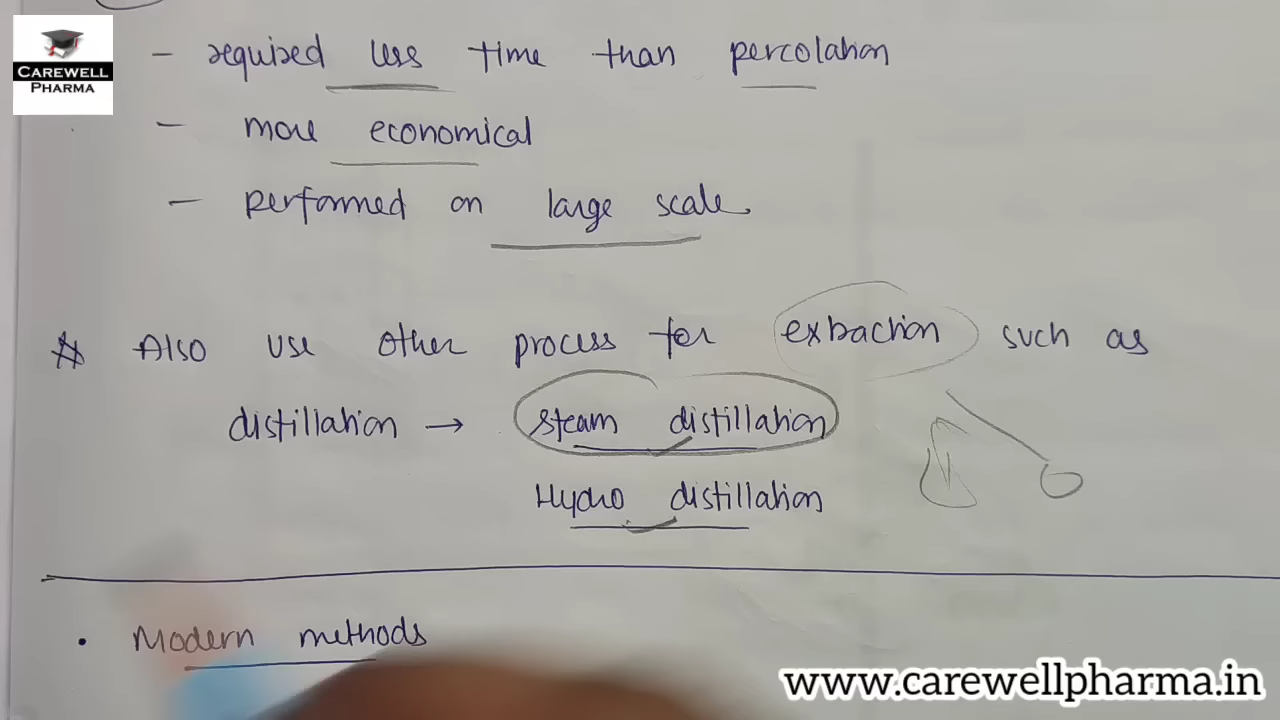 CAREWELL
PHARMA
- required less time than percolation
- more economical
- performed on large scale.
* Also use other process for extraction such as
distillation → steam distillation
Hydro distillation
• Modern methods
www.carewellpharma.in